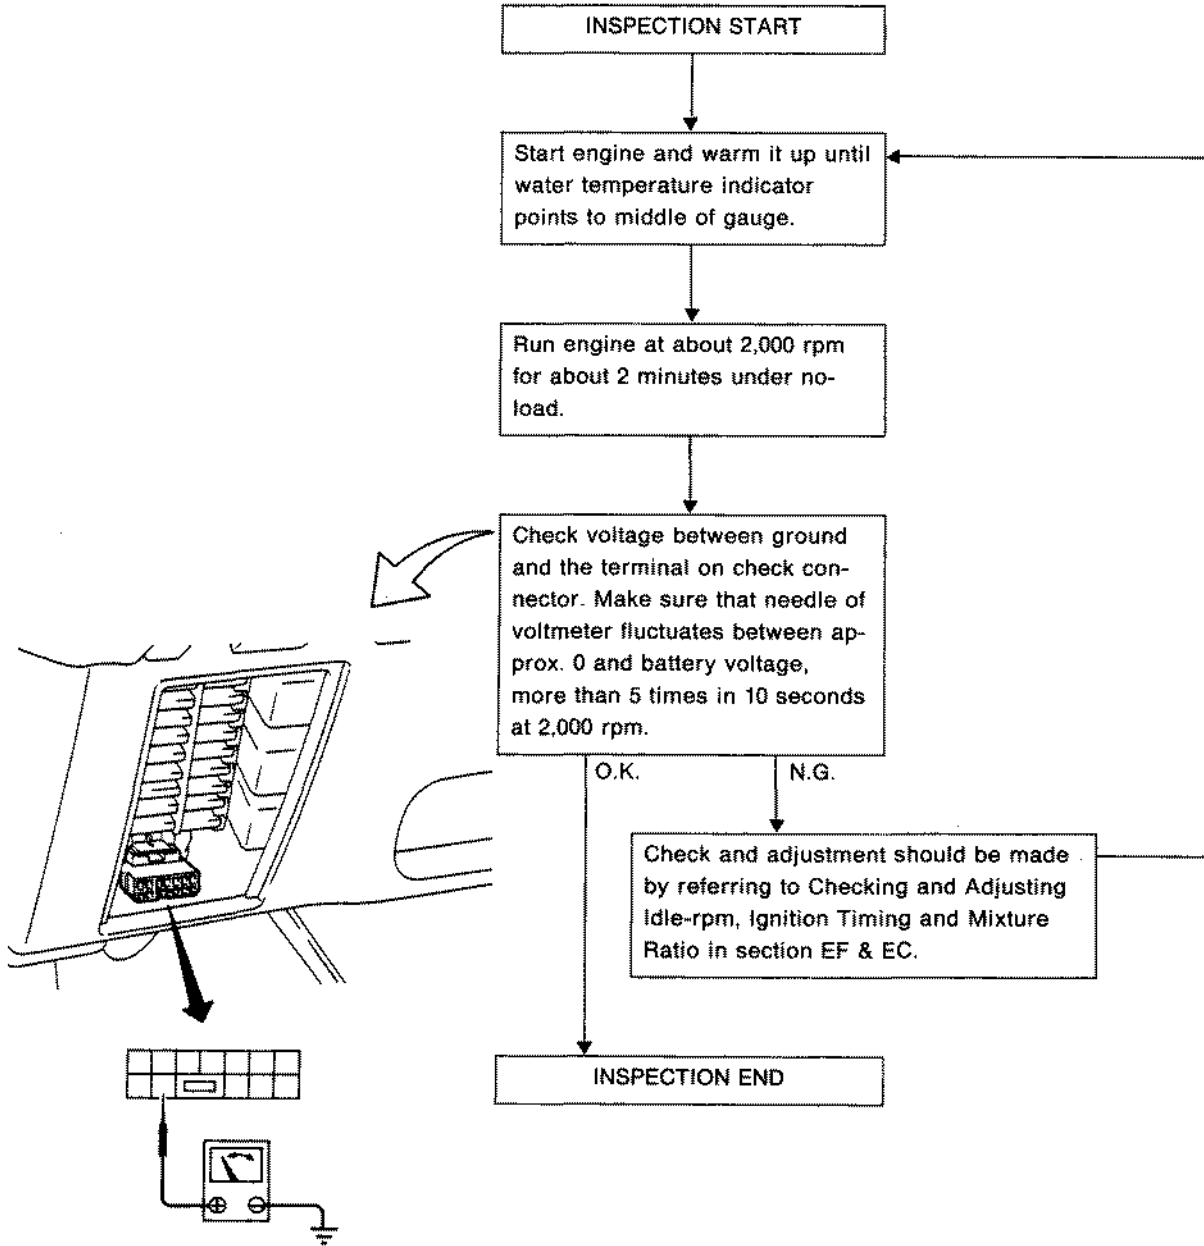 INSPECTION START
Start engine and warm it up until
water temperature indicator
points to middle of gauge.
Run engine at about 2,000 rpm
for about 2 minutes under no-
load.
Check voltage between ground
and the terminal on check con-
nector. Make sure that needle of
voltmeter fluctuates between ap-
prox. 0 and battery voltage,
more than 5 times in 10 seconds
at 2,000 rpm.
O.K.
N.G.
Check and adjustment should be made
by referring to Checking and Adjusting
Idle-rpm, Ignition Timing and Mixture
Ratio in section EF & EC.
INSPECTION END